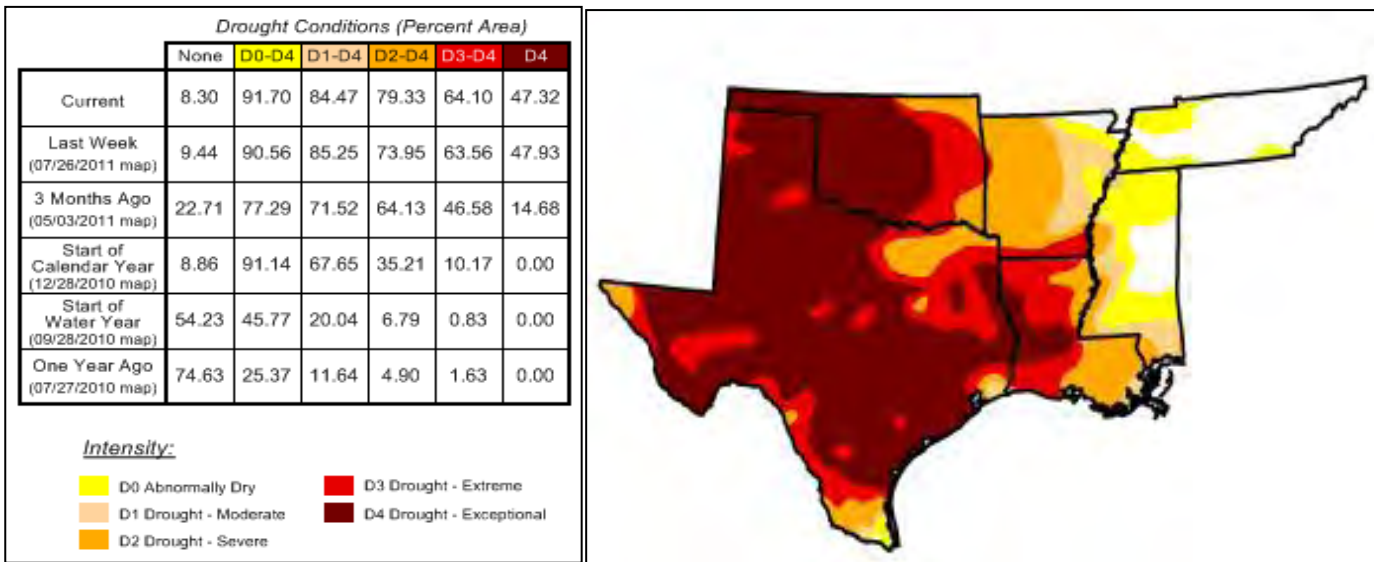 Drought Conditions (Percent Area)
None D0-D4 D1-D4 D2-D4 D3-D4 D4
Current 8.30 91.70 84.47 79.33 64.10 47.32
Last Week
(07/26/2011 map)
9.44 90.56 85.25 73.95 63.56 47.93
3 Months Ago
(05/03/2011 map)
22.71 77.29 71.52 64.13 46.58 14.68
Start of
Calendar Year
(12/28/2010 map)
8.86 91.14 67.65 35.21 10.17 0.00
Start of
Water Year
(09/28/2010 map)
54.23 45.77 20.04 6.79 0.83 0.00
One Year Ago
(07/27/2010 map)
74.63 25.37 11.64 4.90 1.63 0.00
Intensity:
D0 Abnormally Dry
D1 Drought - Moderate
D2 Drought - Severe
D3 Drought - Extreme
D4 Drought - Exceptional